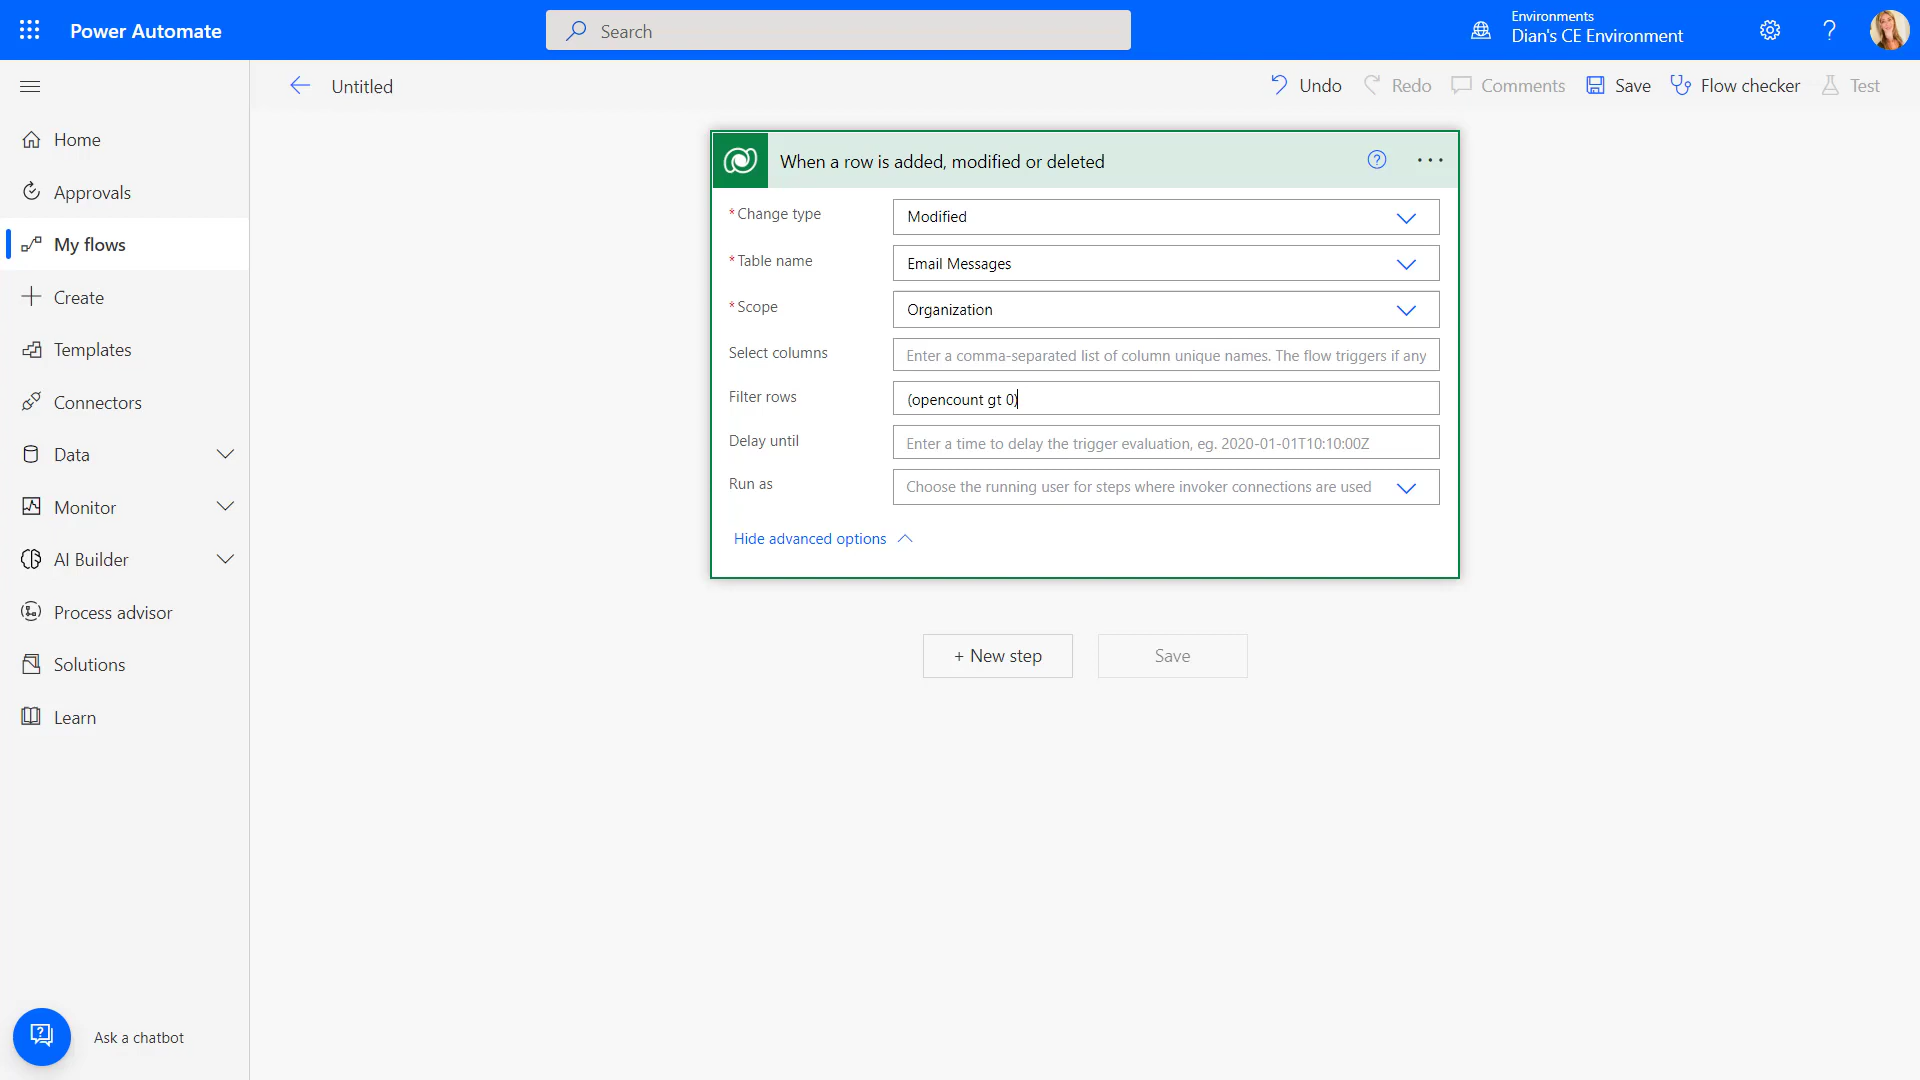 Power Automate
Search
Environments
Dian's CE Environment
?
Untitled
Undo
Redo
Comments
Save
Flow checker
Test
Home
Approvals
My flows
Create
Templates
Connectors
Data
Monitor
AI Builder
Process advisor
Solutions
Learn
Ask a chatbot
When a row is added, modified or deleted
?
...
* Change type
Modified
* Table name
Email Messages
* Scope
Organization
Select columns
Enter a comma-separated list of column unique names. The flow triggers if any
Filter rows
(opencount gt 0)
Delay until
Enter a time to delay the trigger evaluation, eg. 2020-01-01T10:10:00Z
Run as
Choose the running user for steps where invoker connections are used
Hide advanced options
+ New step
Save